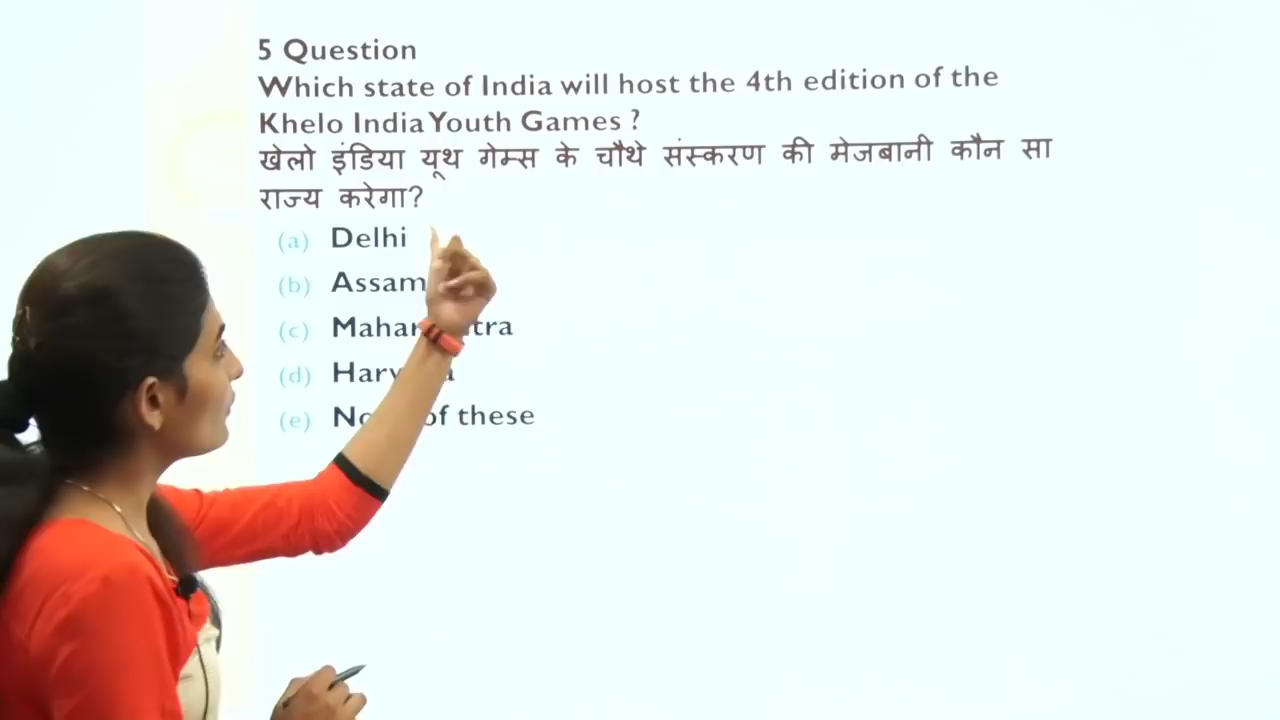 5 Question
Which state of India will host the 4th edition of the
Khelo India Youth Games ?
खेलो इंडिया यूथ गेम्स के चौथे संस्करण की मेजबानी कौन सा
राज्य करेगा?
(a) Delhi
(b) Assam
(c)
(d)
(e) of these